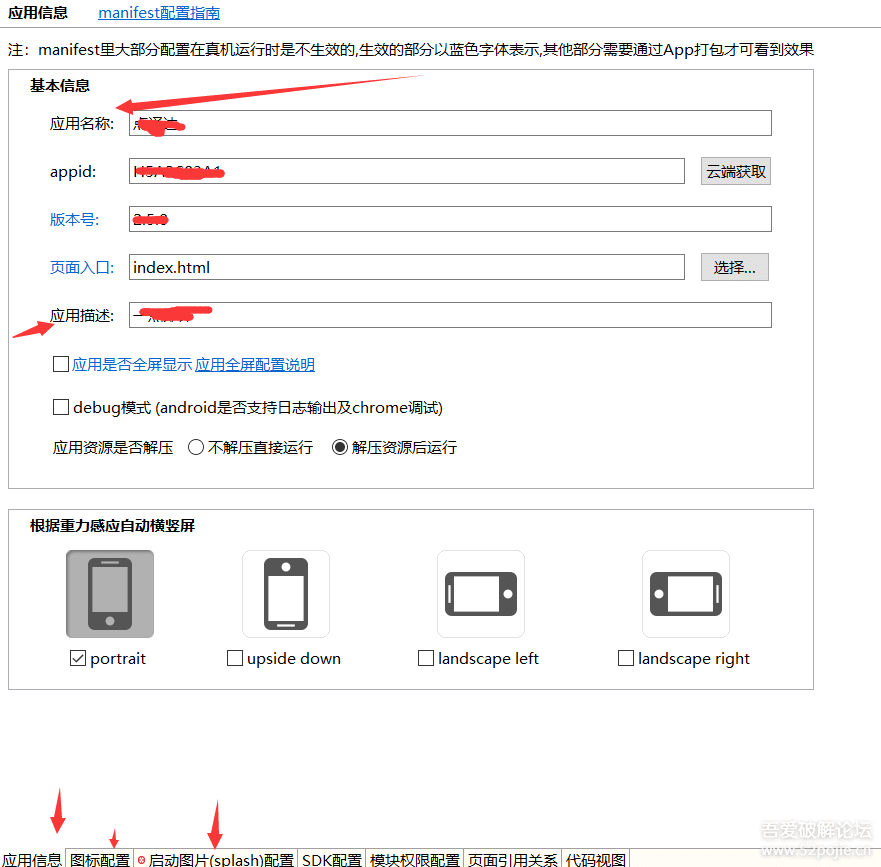 应用信息 manifest配置指南
注：manifest里大部分配置在真机运行时是不生效的,生效的部分以蓝色字体表示,其他部分需要通过App打包才可看到效果
基本信息
应用名称:
appid: 云端获取
版本号:
页面入口: index.html 选择...
应用描述:
应用是否全屏显示 应用全屏配置说明
debug模式 (android是否支持日志输出及chrome调试)
应用资源是否解压 不解压直接运行 解压资源后运行
根据重力感应自动横竖屏
portrait upside down landscape left landscape right
吾爱破解论坛
www.52pojie.cn
应用信息 图标配置 启动图片(splash)配置 SDK配置 模块权限配置 页面引用关系 代码视图